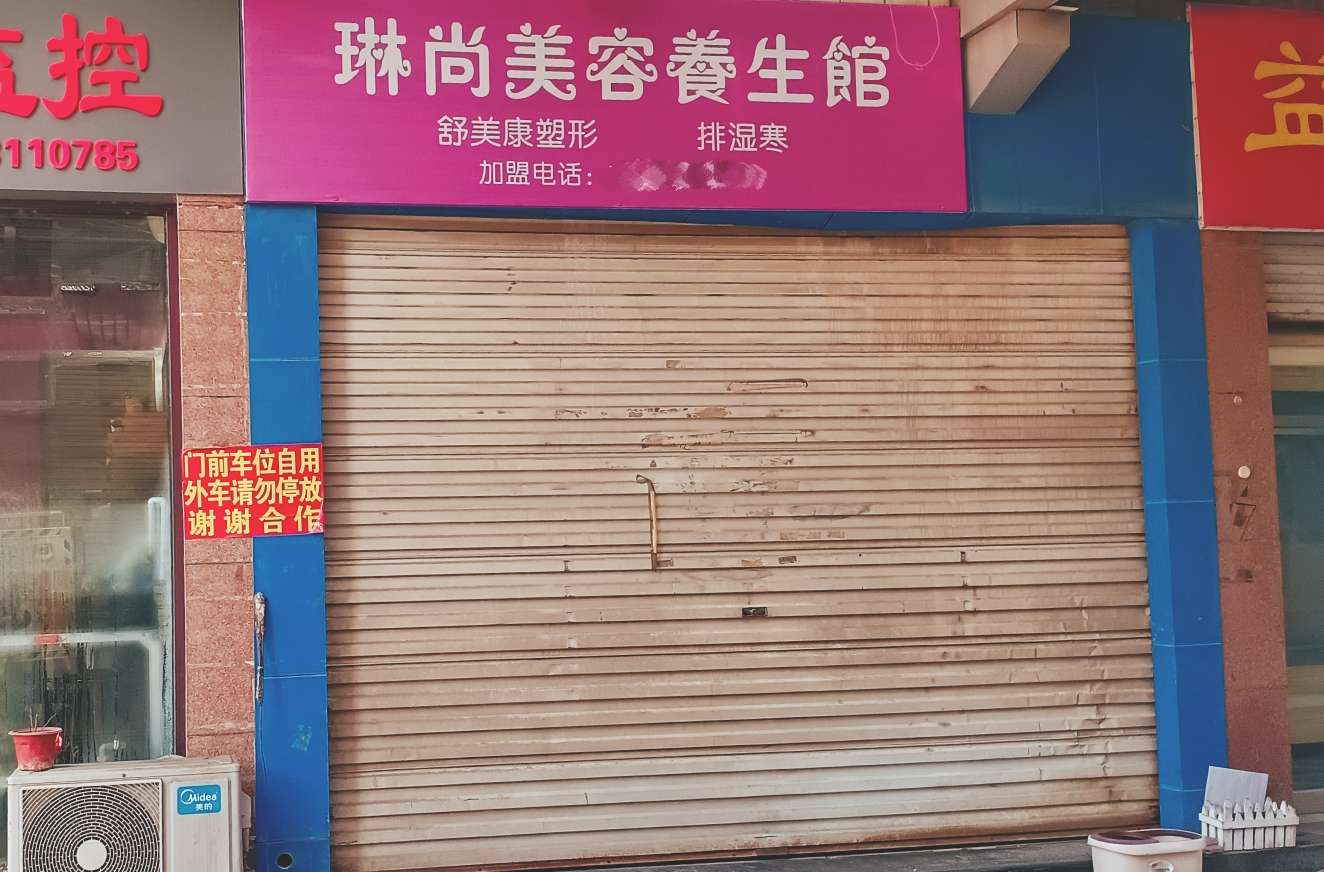 监控
110785
琳尚美容養生館
舒美康塑形 排湿寒
加盟电话：
益
门前车位自用
外车请勿停放
谢谢合作
Midea
美的